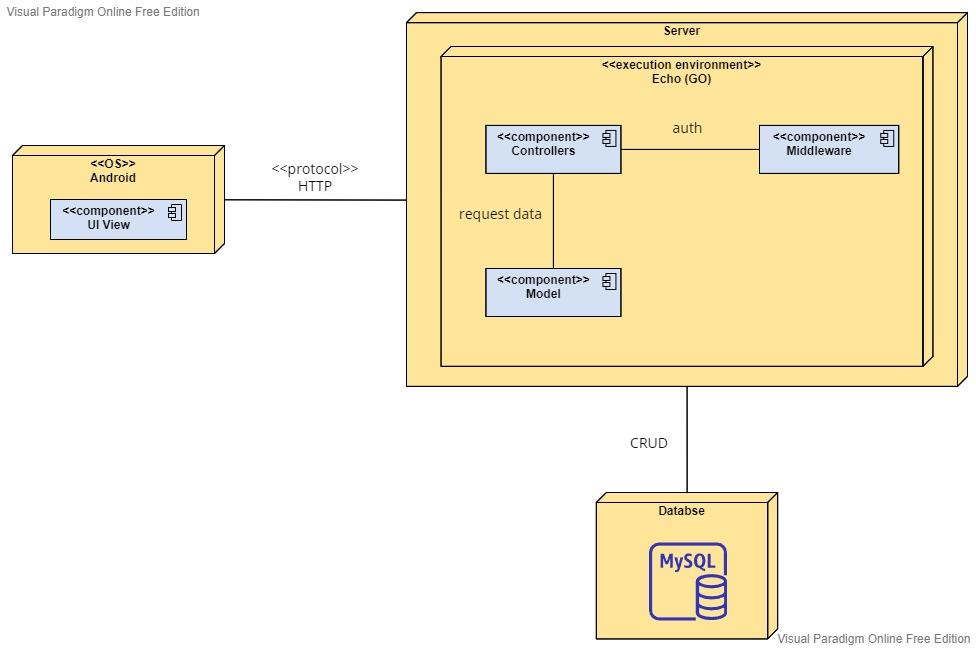 Visual Paradigm Online Free Edition
Server
<<execution environment>>
Echo (GO)
<<component>>
Controllers
auth
<<component>>
Middleware
<<OS>>
Android
<<component>>
UI View
<<protocol>>
HTTP
request data
<<component>>
Model
CRUD
Databse
MySQL
Visual Paradigm Online Free Edition